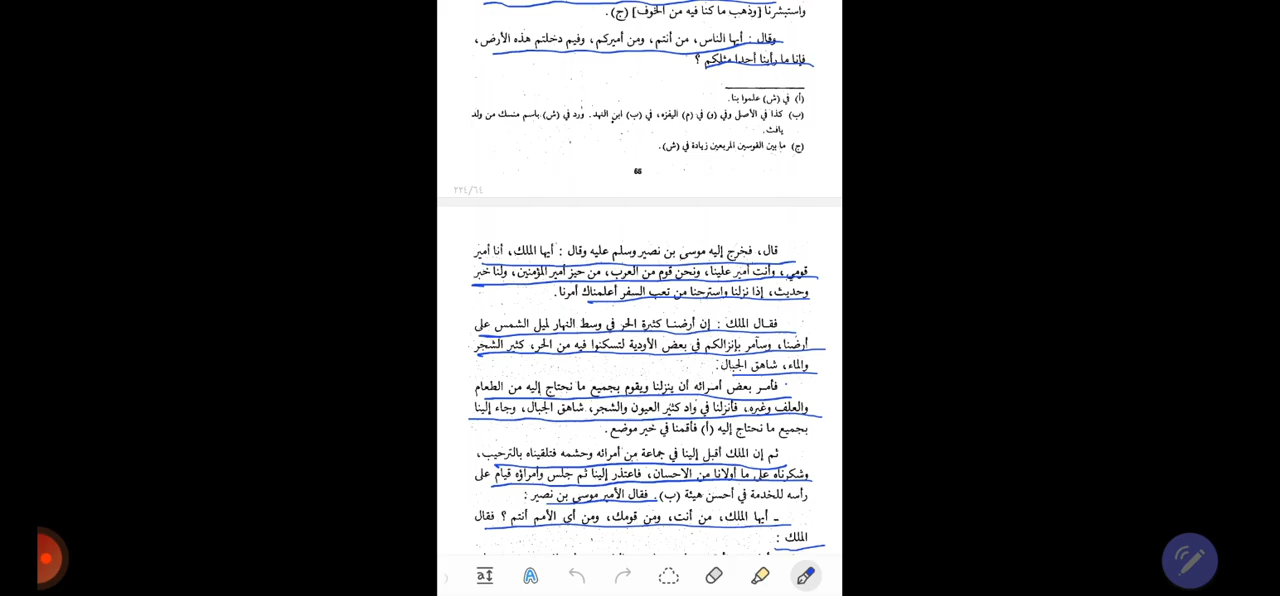 واستبشرنا [وذهب ما كنا فيه من الخوف] (ج).
وقال : أيها الناس، من أنتم، ومن أميركم، وفيم دخلتم هذه الأرض،
فإنا ما رأينا أحدا مثلكم ؟
(أ) في (ش) علموا بنا.
(ب) كذا في الأصل وفي (و) في (م) اليفزه، في (ب) ابن النهد. ورد في (ش) باسم منسك من ولد
يافث.
(ج) ما بين القوسين المربعين زيادة في (ش).
66
٢٢٤/٦٤
قال، فخرج إليه موسى بن نصير وسلم عليه وقال : أيها الملك، أنا أمير
قومي، وأنت أمير علينا، ونحن قوم من العرب، من حيز أمير المؤمنين، ولنا خبر
وحديث، إذا نزلنا واسترحنا من تعب السفر أعلمناك أمرنا.
فقال الملك : إن أرضنا كثيرة الحر في وسط النهار لميل الشمس على
أرضنا، وسآمر بإنزالكم في بعض الأودية لتسكنوا فيه من الحر، كثير الشجر
والماء، شاهق الجبال.
فأمر بعض أمرائه أن ينزلنا ويقوم بجميع ما نحتاج إليه من الطعام
والعلف وغيره، فأنزلنا في واد كثير العيون والشجر، شاهق الجبال، وجاء إلينا
بجميع ما نحتاج إليه (أ) فأقمنا في خير موضع.
ثم إن الملك أقبل إلينا في جماعة من أمرائه وحشمه فتلقيناه بالترحيب،
وشكرناه على ما أولانا من الاحسان، فاعتذر إلينا ثم جلس وأمراؤه قيام على
رأسه للخدمة في أحسن هيئة (ب). فقال الأمير موسى بن نصير :
ـ أيها الملك، من أنت، ومن قومك، ومن أي الأمم أنتم ؟ فقال
الملك :